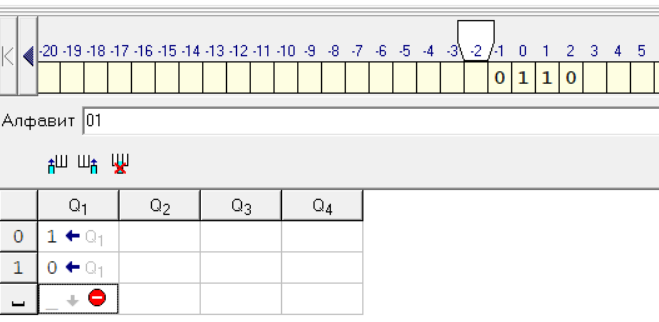 -20 -19 -18 -17 -16 -15 -14 -13 -12 -11 -10 -9 -8 -7 -6 -5 -4 -3 -2 -1 0 1 2 3 4 5
0 1 1 0
Алфавит 01
Ш Ш Ш
Q1 Q2 Q3 Q4
0 1 ← Q1
1 0 ← Q1
␣ _ ↓